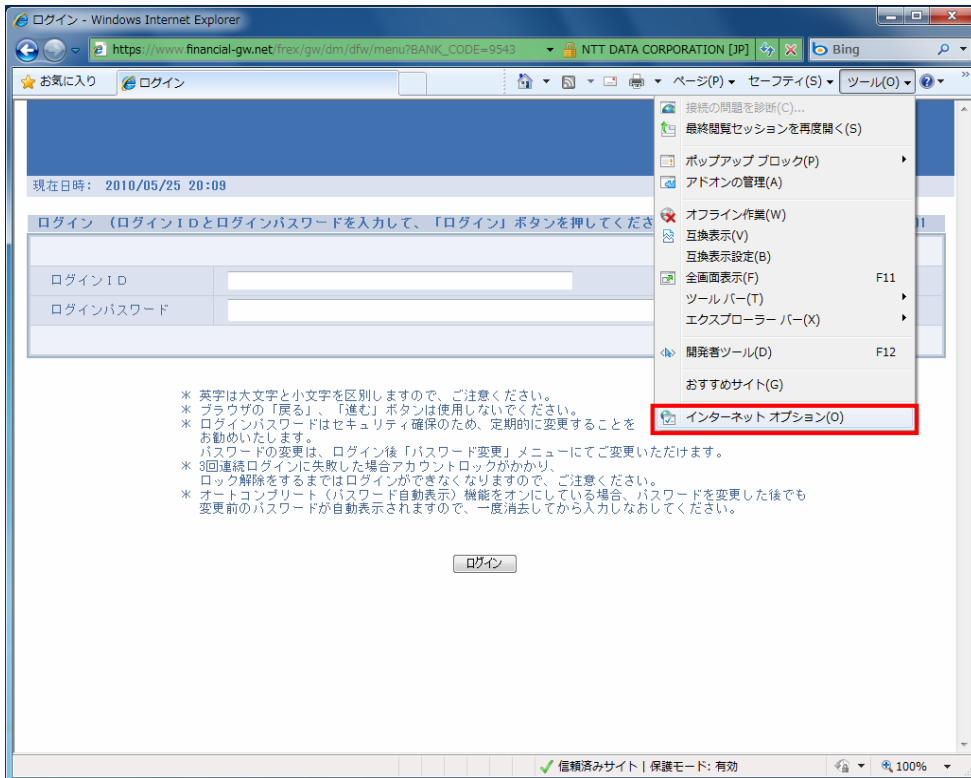 ログイン - Windows Internet Explorer
https://www.financial-gw.net/frex/gw/dm/dfw/menu?BANK_CODE=9543
NTT DATA CORPORATION [JP]
Bing
お気に入り
ログイン
ページ(P)
セーフティ(S)
ツール(O)
接続の問題を診断(C)...
最終閲覧セッションを再度開く(S)
ポップアップ ブロック(P)
アドオンの管理(A)
オフライン作業(W)
互換表示(V)
互換表示設定(B)
全画面表示(F) F11
ツール バー(T)
エクスプローラー バー(X)
開発者ツール(D) F12
おすすめサイト(G)
インターネット オプション(O)
現在日時： 2010/05/25 20:09
ログイン （ログインＩＤとログインパスワードを入力して、「ログイン」ボタンを押してくださ
ログインＩＤ
ログインパスワード
＊ 英字は大文字と小文字を区別しますので、ご注意ください。
＊ ブラウザの「戻る」、「進む」ボタンは使用しないでください。
＊ ログインパスワードはセキュリティ確保のため、定期的に変更することを
お勧めいたします。
パスワードの変更は、ログイン後「パスワード変更」メニューにてご変更いただけます。
＊ 3回連続ログインに失敗した場合アカウントロックがかかり、
ロック解除をするまではログインができなくなりますので、ご注意ください。
＊ オートコンプリート（パスワード自動表示）機能をオンにしている場合、パスワードを変更した後でも
変更前のパスワードが自動表示されますので、一度消去してから入力しなおしてください。
ログイン
信頼済みサイト | 保護モード: 有効
100%